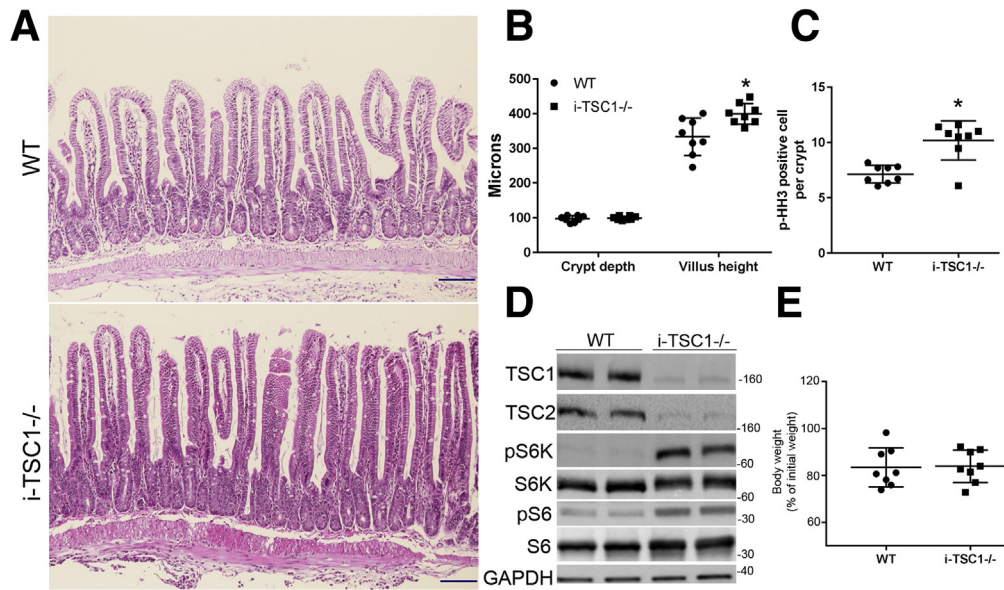 A
WT
i-TSC1-/-
B
Microns
500
400
300
200
100
0
WT
i-TSC1-/-
*
Crypt depth
Villus height
C
p-HH3 positive cell
per crypt
15
10
5
0
*
WT
i-TSC1-/-
D
WT
i-TSC1-/-
TSC1
-160
TSC2
-160
pS6K
-60
S6K
-60
pS6
-30
S6
-30
GAPDH
-40
E
Body weight
(% of initial weight)
120
100
80
60
WT
i-TSC1-/-